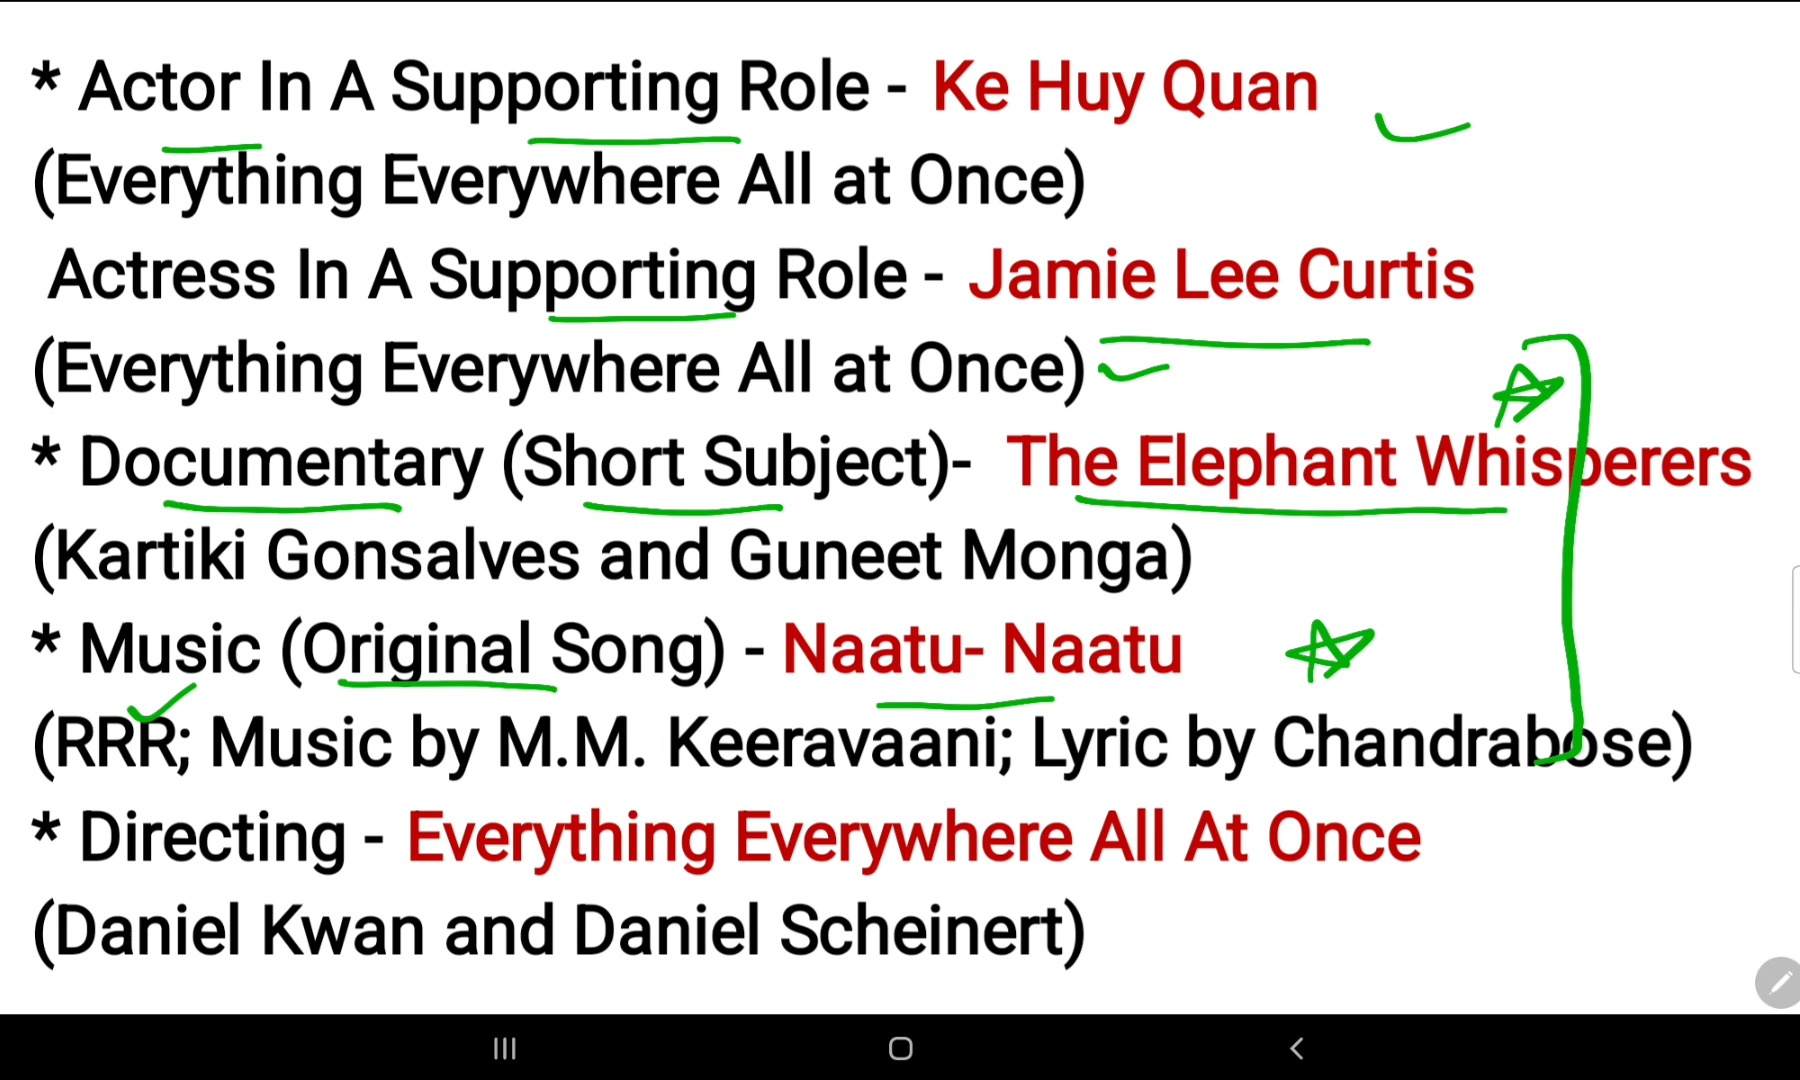 * Actor In A Supporting Role - Ke Huy Quan
(Everything Everywhere All at Once)
Actress In A Supporting Role - Jamie Lee Curtis
(Everything Everywhere All at Once)
* Documentary (Short Subject)- The Elephant Whisperers
(Kartiki Gonsalves and Guneet Monga)
* Music (Original Song) - Naatu- Naatu
(RRR; Music by M.M. Keeravaani; Lyric by Chandrabose)
* Directing - Everything Everywhere All At Once
(Daniel Kwan and Daniel Scheinert)